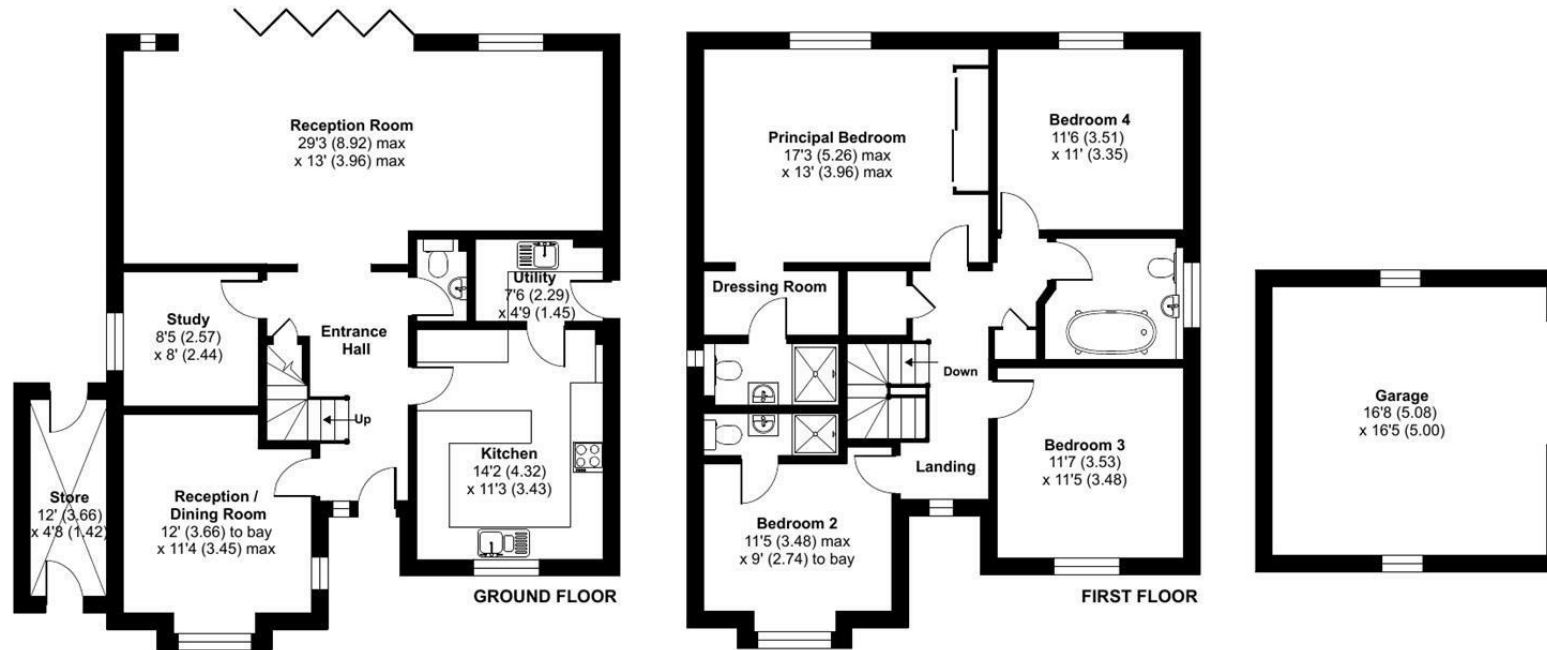 Reception Room
29'3 (8.92) max
x 13' (3.96) max
Utility
7'6 (2.29)
x 4'9 (1.45)
Study
8'5 (2.57)
x 8' (2.44)
Entrance
Hall
Up
Kitchen
14'2 (4.32)
x 11'3 (3.43)
Store
12' (3.66)
x 4'8 (1.42)
Reception /
Dining Room
12' (3.66) to bay
x 11'4 (3.45) max
GROUND FLOOR
Principal Bedroom
17'3 (5.26) max
x 13' (3.96) max
Bedroom 4
11'6 (3.51)
x 11' (3.35)
Dressing Room
Down
Bedroom 3
11'7 (3.53)
x 11'5 (3.48)
Landing
Bedroom 2
11'5 (3.48) max
x 9' (2.74) to bay
FIRST FLOOR
Garage
16'8 (5.08)
x 16'5 (5.00)